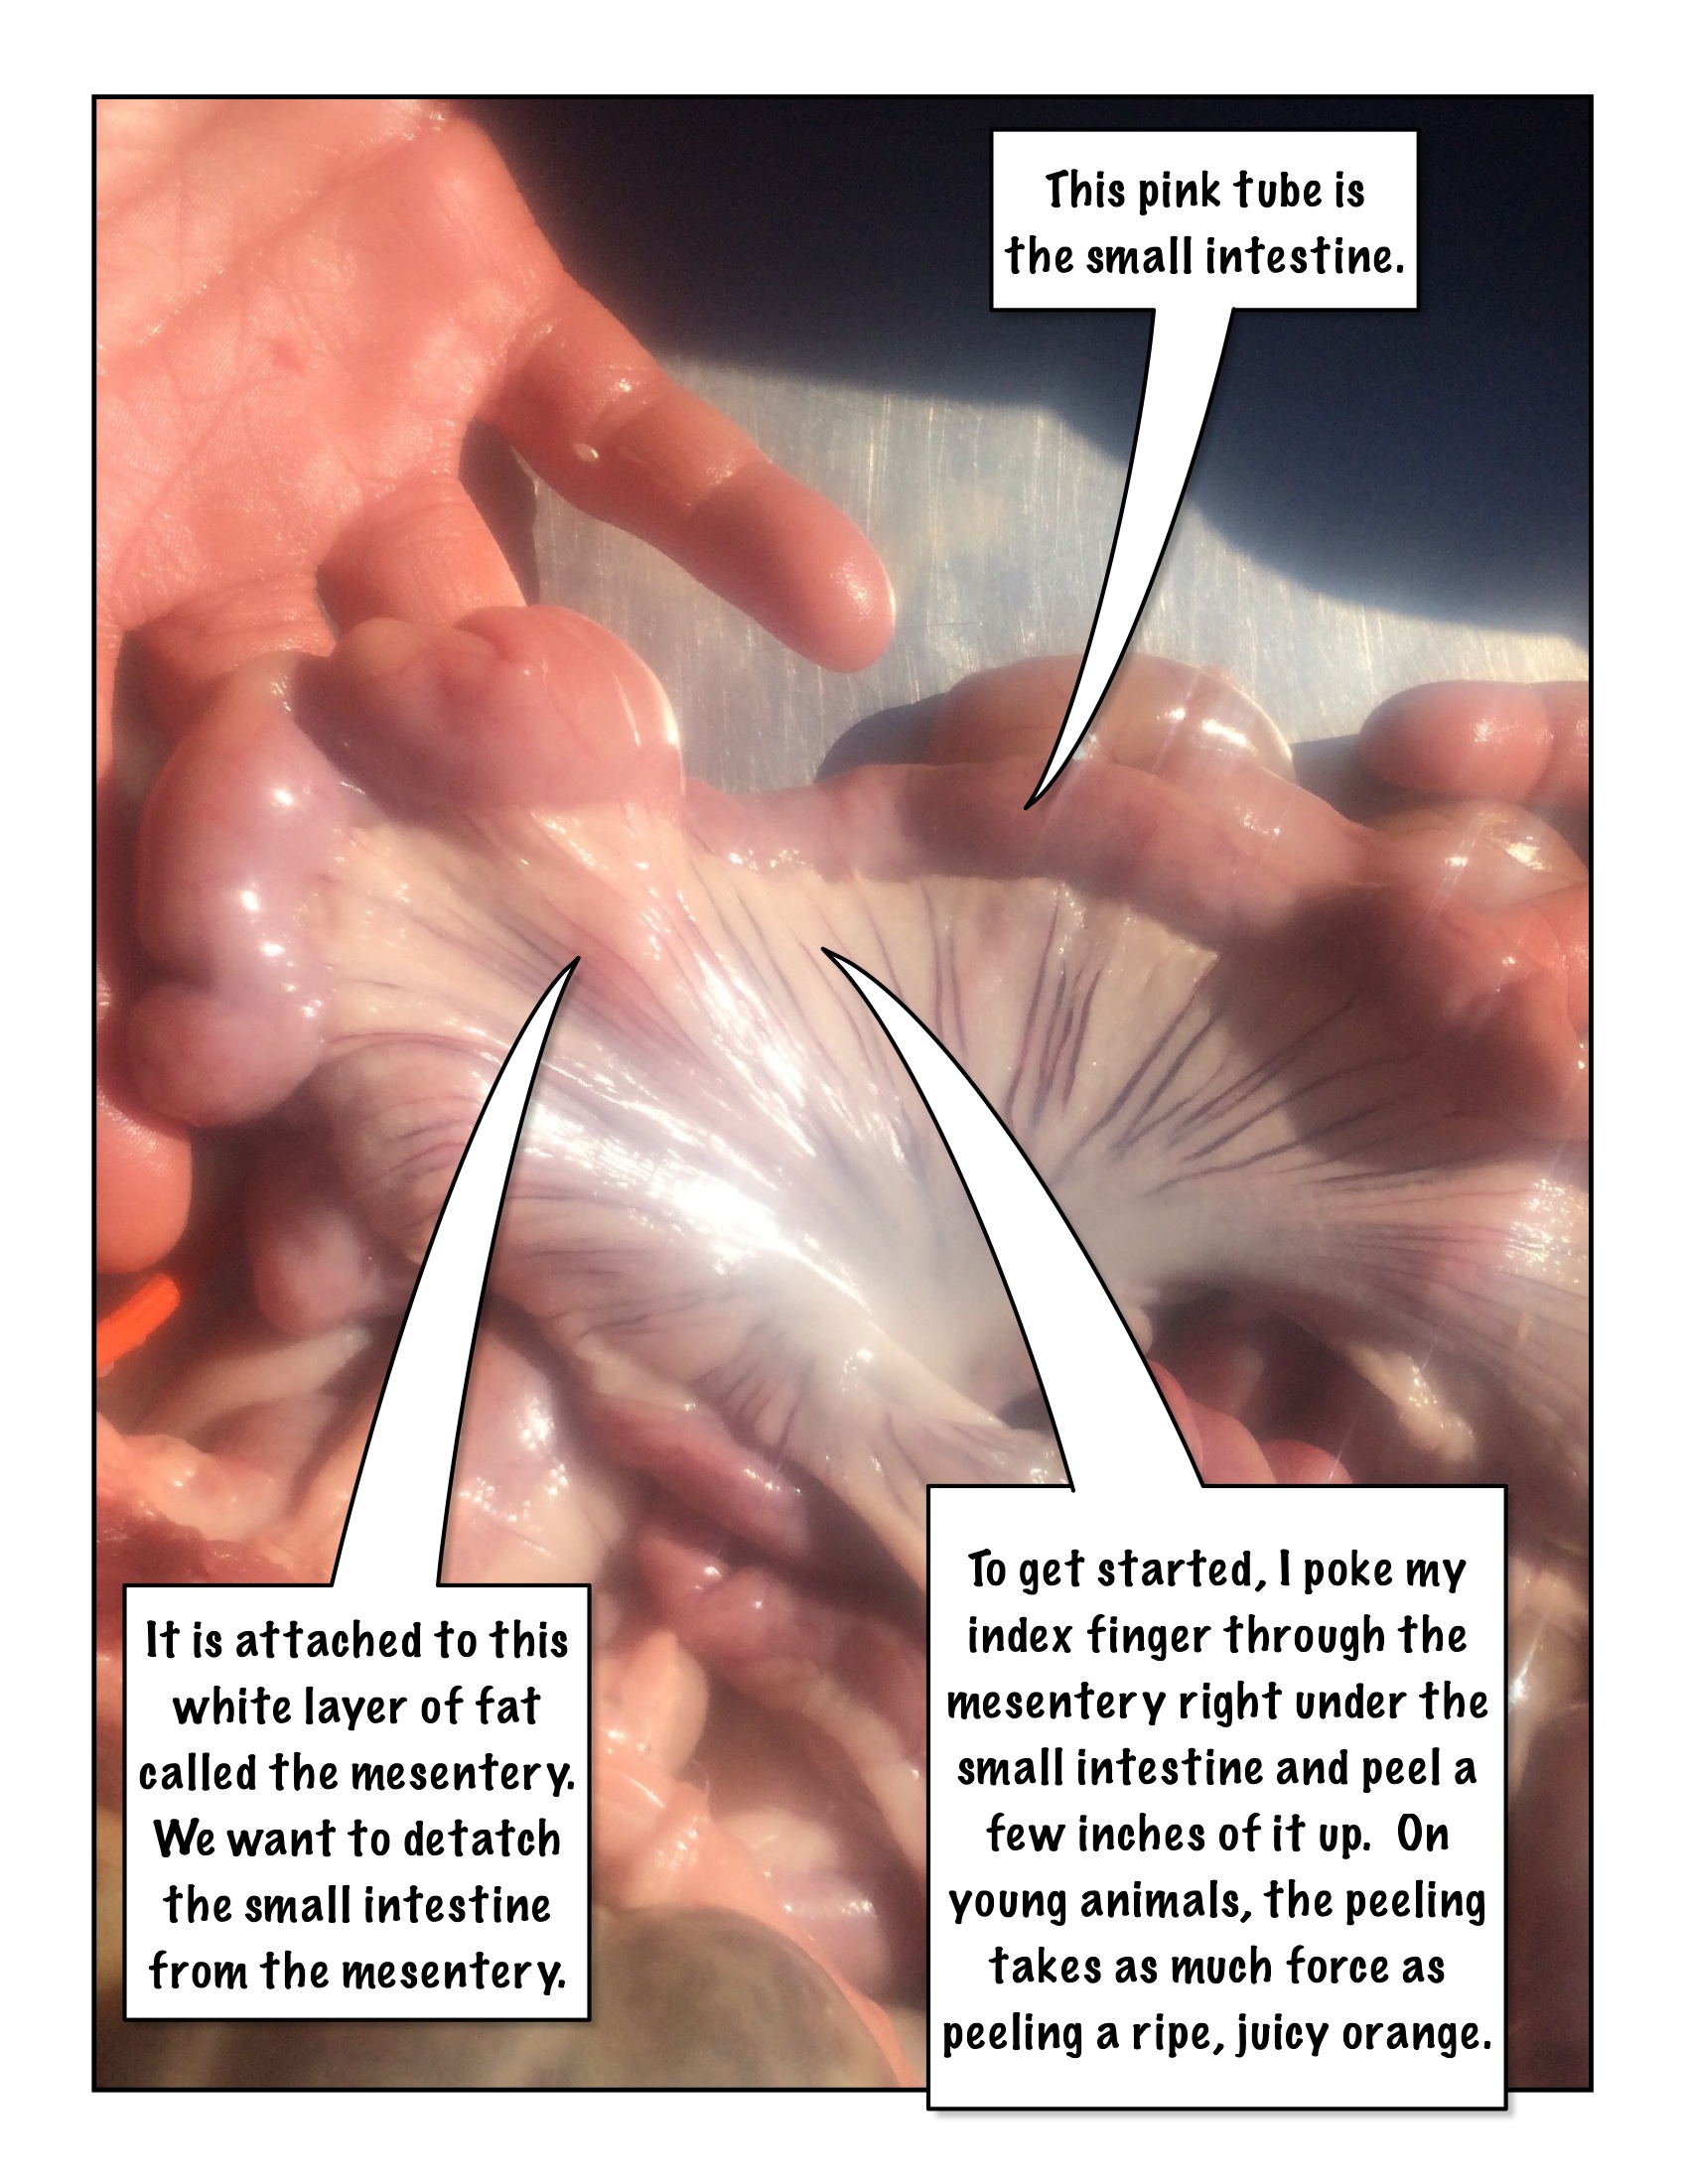 This pink tube is
the small intestine.
It is attached to this
white layer of fat
called the mesentery.
We want to detatch
the small intestine
from the mesentery.
To get started, I poke my
index finger through the
mesentery right under the
small intestine and peel a
few inches of it up. On
young animals, the peeling
takes as much force as
peeling a ripe, juicy orange.